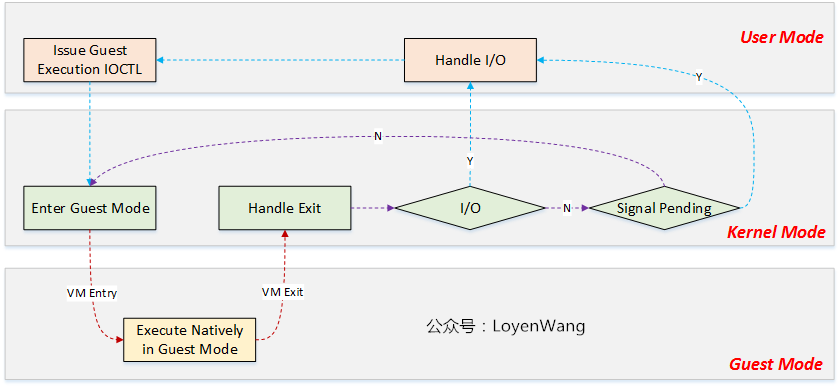 User Mode
Issue Guest
Execution IOCTL
Handle I/O
Y
Kernel Mode
N
Y
Enter Guest Mode
Handle Exit
I/O
N
Signal Pending
VM Entry
VM Exit
Execute Natively
in Guest Mode
公众号：LoyenWang
Guest Mode